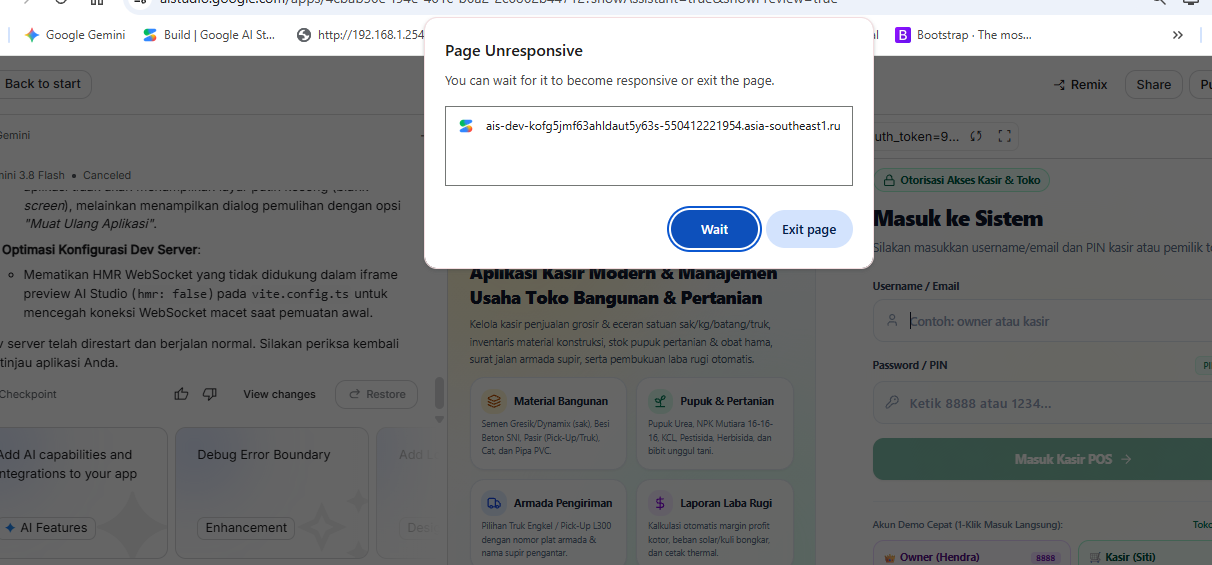 Google Gemini
Build | Google AI St...
http://192.168.1.254
Bootstrap · The mos...
Page Unresponsive
You can wait for it to become responsive or exit the page.
ais-dev-kofg5jmf63ahldaut5y63s-550412221954.asia-southeast1.ru
Wait
Exit page
Back to start
Remix
Share
Gemini
3.8 Flash • Canceled
screen), melainkan menampilkan dialog pemulihan dengan opsi
"Muat Ulang Aplikasi".
Optimasi Konfigurasi Dev Server:
Mematikan HMR WebSocket yang tidak didukung dalam iframe
preview AI Studio (hmr: false) pada vite.config.ts untuk
mencegah koneksi WebSocket macet saat pemuatan awal.
server telah direstart dan berjalan normal. Silakan periksa kembali
tinjau aplikasi Anda.
Checkpoint
View changes
Restore
Add AI capabilities and
integrations to your app
AI Features
Debug Error Boundary
Enhancement
Aplikasi Kasir Modern & Manajemen
Usaha Toko Bangunan & Pertanian
Kelola kasir penjualan grosir & eceran satuan sak/kg/batang/truk,
inventaris material konstruksi, stok pupuk pertanian & obat hama,
surat jalan armada supir, serta pembukuan laba rugi otomatis.
Material Bangunan
Semen Gresik/Dynamix (sak), Besi
Beton SNI, Pasir (Pick-Up/Truk),
Cat, dan Pipa PVC.
Pupuk & Pertanian
Pupuk Urea, NPK Mutiara 16-16-
16, KCL, Pestisida, Herbisida, dan
bibit unggul tani.
Armada Pengiriman
Pilihan Truk Engkel / Pick-Up L300
dengan nomor plat armada &
nama supir pengantar.
Laporan Laba Rugi
Kalkulasi otomatis margin profit
kotor, beban solar/kuli bongkar,
dan cetak thermal.
uth_token=9...
Otorisasi Akses Kasir & Toko
Masuk ke Sistem
Silakan masukkan username/email dan PIN kasir atau pemilik
Username / Email
Contoh: owner atau kasir
Password / PIN
Ketik 8888 atau 1234...
Masuk Kasir POS →
Akun Demo Cepat (1-Klik Masuk Langsung):
Toko
Owner (Hendra)
8888
Kasir (Siti)